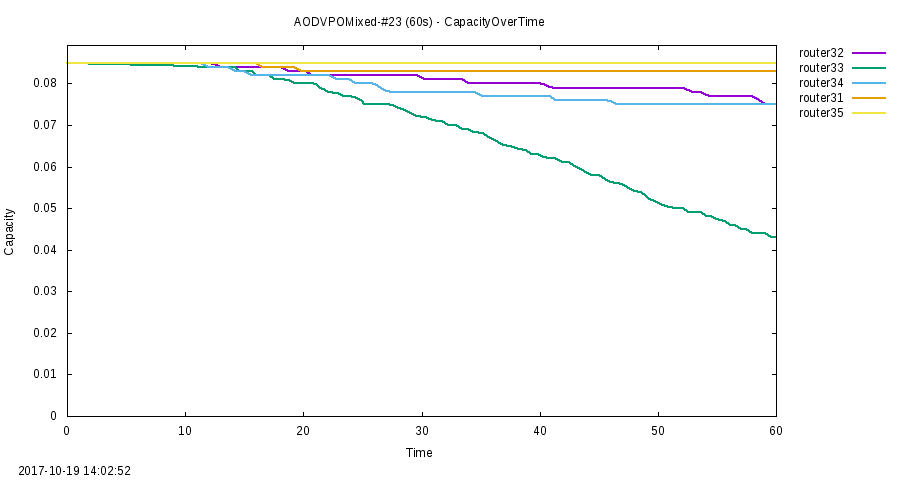 AODVPOMixed-#23 (60s) - CapacityOverTime
router32
router33
router34
router31
router35
0.08
0.07
0.06
0.05
0.04
0.03
0.02
0.01
0
Capacity
0 10 20 30 40 50 60
Time
2017-10-19 14:02:52